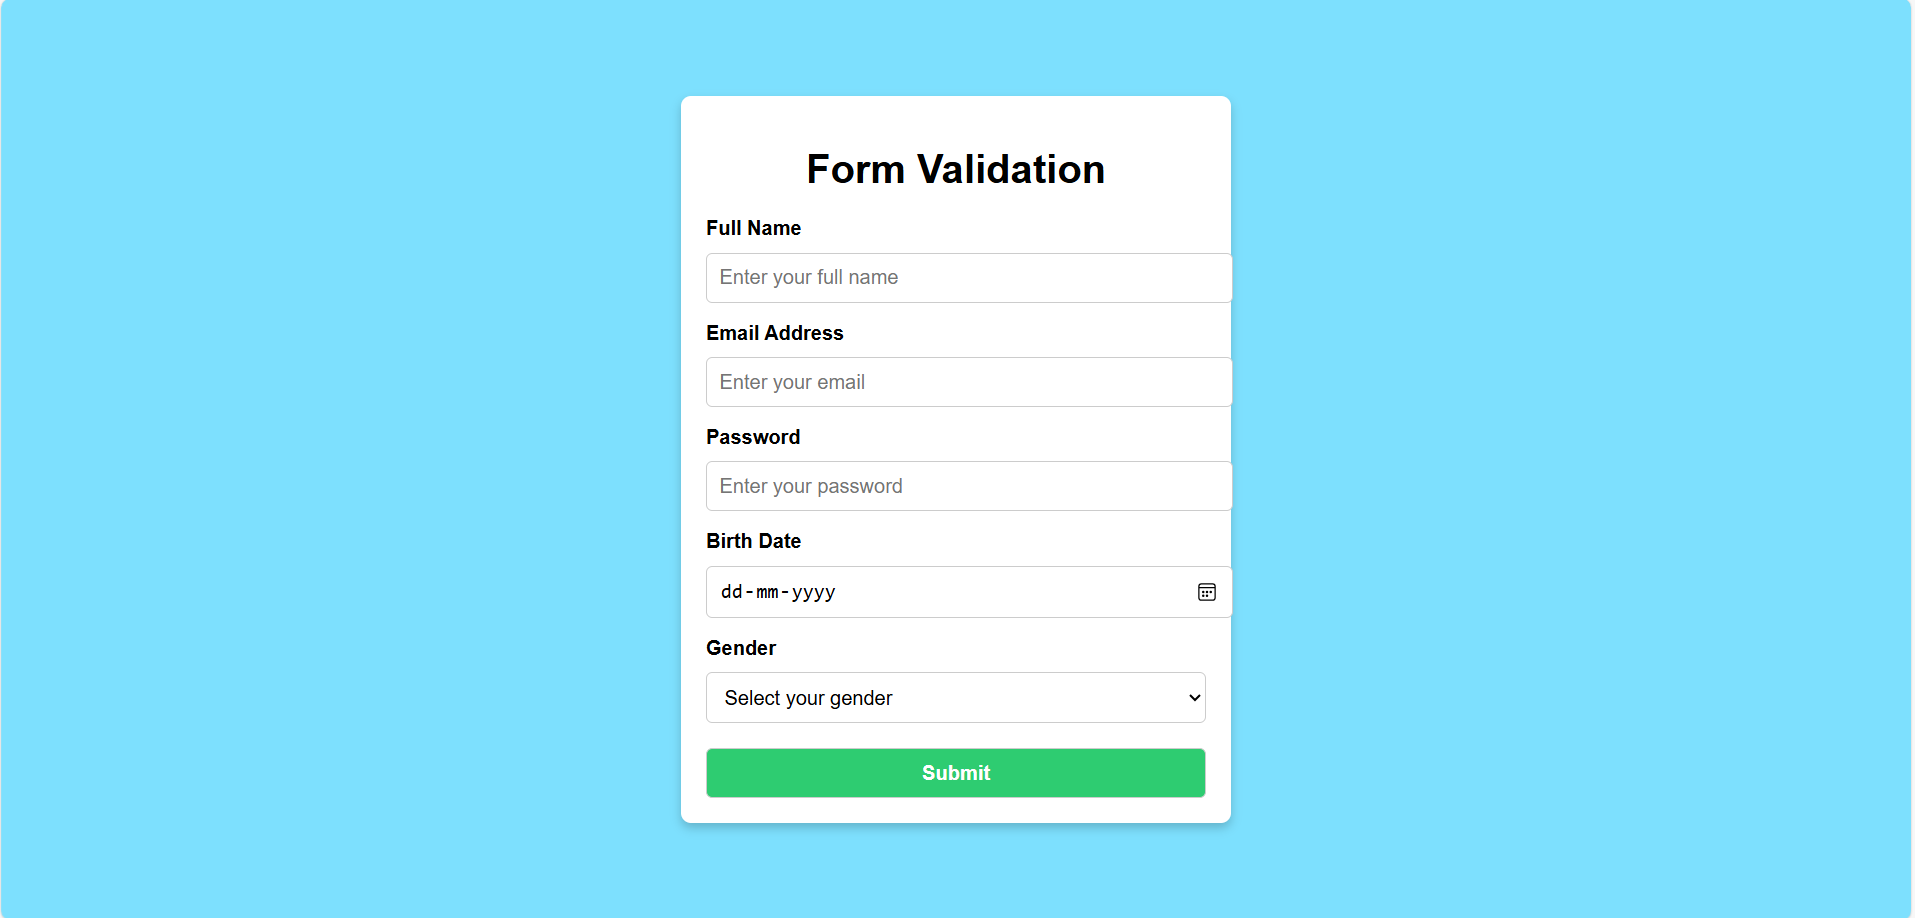 Form Validation
Full Name
Enter your full name
Email Address
Enter your email
Password
Enter your password
Birth Date
dd-mm-yyyy
Gender
Select your gender
Submit